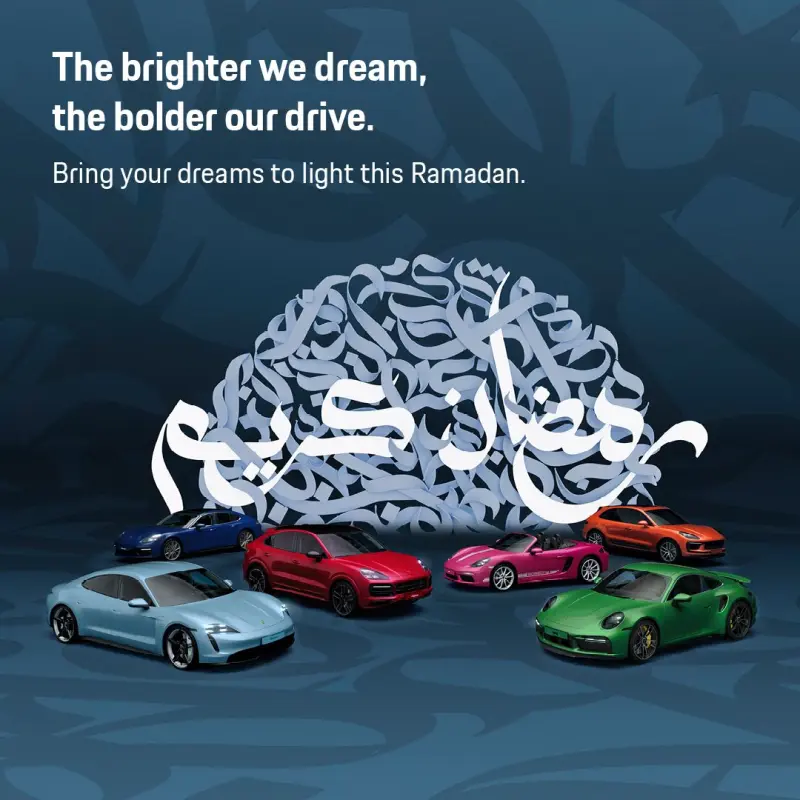 The brighter we dream,
the bolder our drive.
Bring your dreams to light this Ramadan.
رمضان كريم